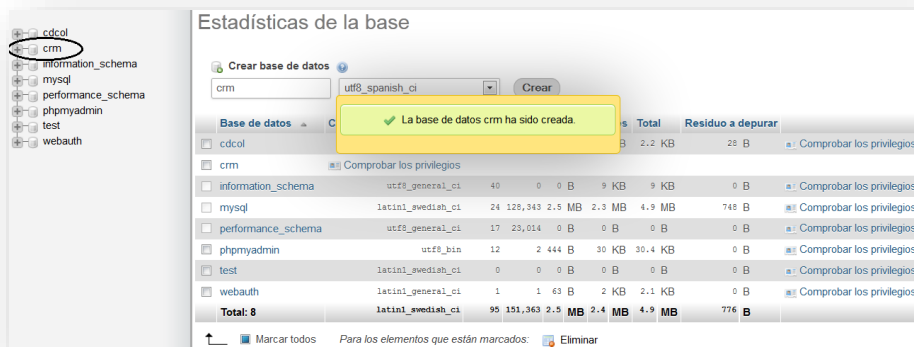 Estadísticas de la base
cdcol
crm
information_schema
mysql
performance_schema
phpmyadmin
test
webauth
Crear base de datos
crm utf8_spanish_ci Crear
La base de datos crm ha sido creada.
Base de datos Total Residuo a depurar
cdcol 2.2 KB 28 B Comprobar los privilegios
crm Comprobar los privilegios
information_schema utf8_general_ci 40 0 0 B 9 KB 9 KB 0 B Comprobar los privilegios
mysql latin1_swedish_ci 24 128,343 2.5 MB 2.3 MB 4.9 MB 748 B Comprobar los privilegios
performance_schema utf8_general_ci 17 23,014 0 B 0 B 0 B 0 B Comprobar los privilegios
phpmyadmin utf8_bin 12 2 444 B 30 KB 30.4 KB 0 B Comprobar los privilegios
test latin1_swedish_ci 0 0 0 B 0 B 0 B 0 B Comprobar los privilegios
webauth latin1_general_ci 1 1 63 B 2 KB 2.1 KB 0 B Comprobar los privilegios
Total: 8 latin1_swedish_ci 95 151,363 2.5 MB 2.4 MB 4.9 MB 776 B
Marcar todos Para los elementos que están marcados: Eliminar